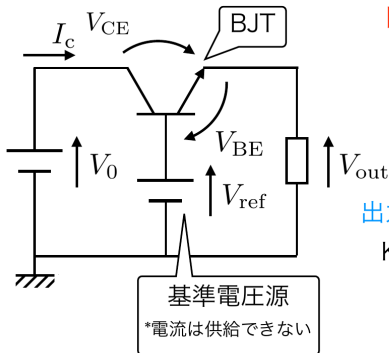 V_CE
BJT
I_c
V_BE
V_0
V_ref
V_out
出
K
基準電圧源
*電流は供給できない